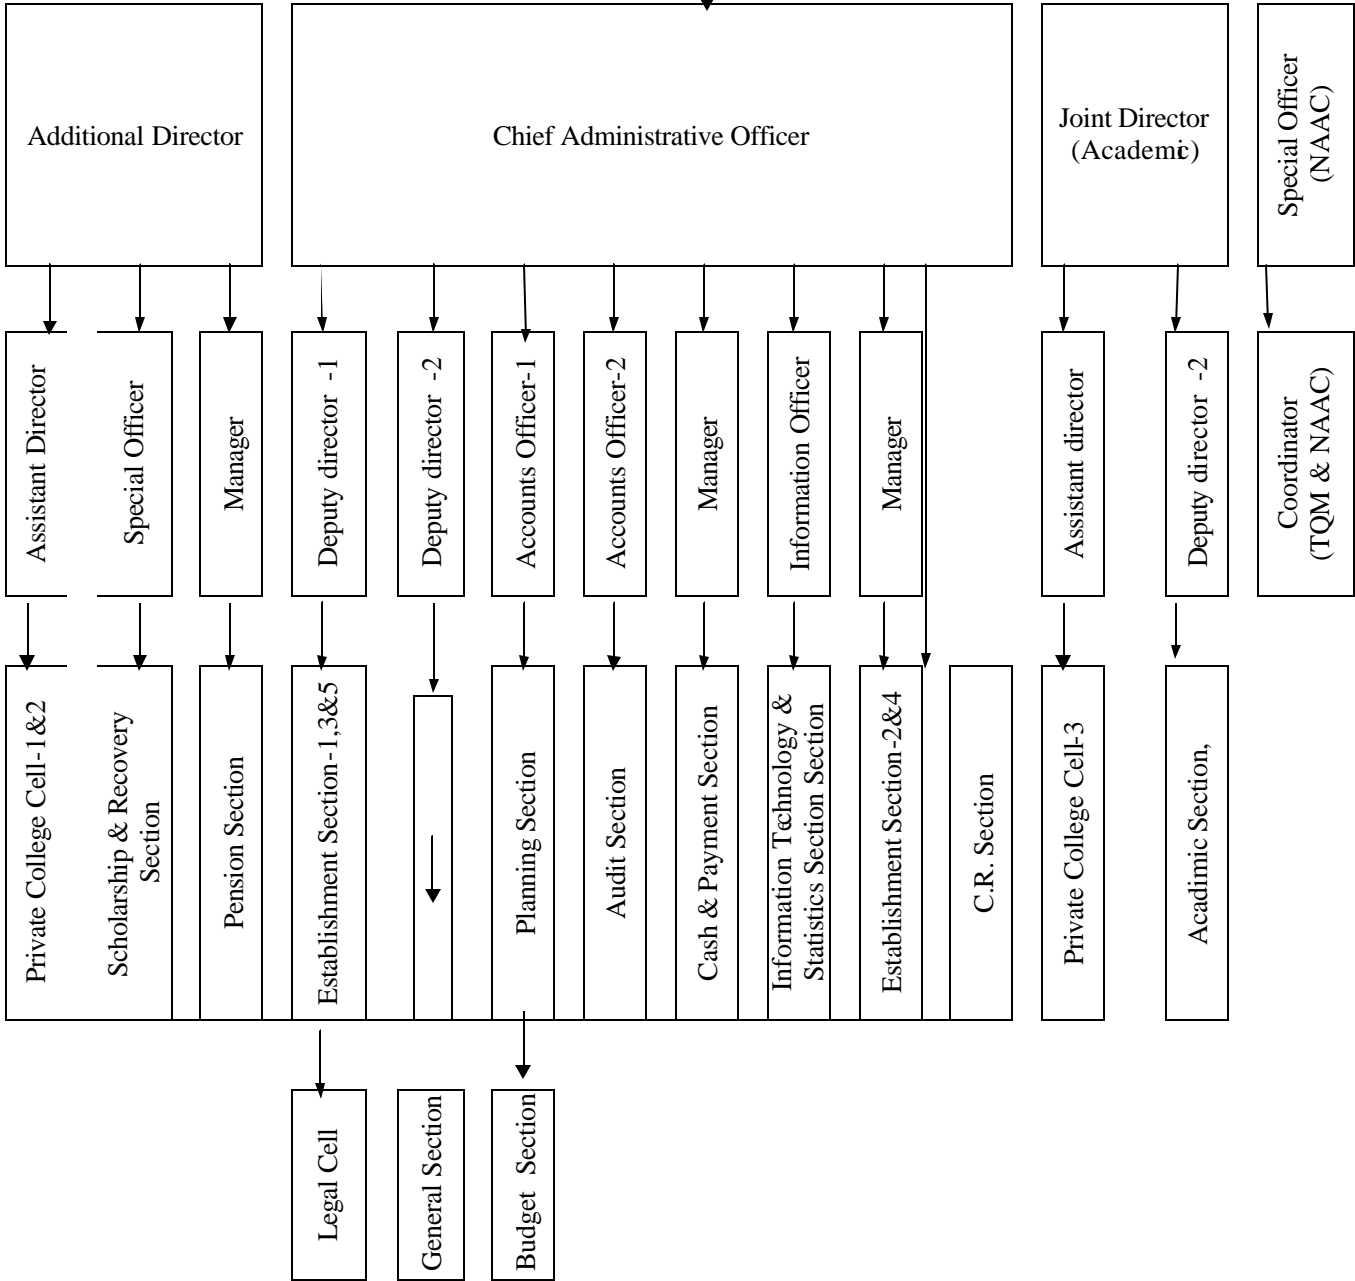 Additional Director
Chief Administrative Officer
Joint Director
(Academic)
Special Officer
(NAAC)
Assistant Director
Special Officer
Manager
Deputy director -1
Deputy director -2
Accounts Officer-1
Accounts Officer-2
Manager
Information Officer
Manager
Assistant director
Deputy director -2
Coordinator
(TQM & NAAC)
Private College Cell-1&2
Scholarship & Recovery
Section
Pension Section
Establishment Section-1,3&5
Planning Section
Audit Section
Cash & Payment Section
Information Technology &
Statistics Section Section
Establishment Section-2&4
C.R. Section
Private College Cell-3
Acadimic Section,
Legal Cell
General Section
Budget Section